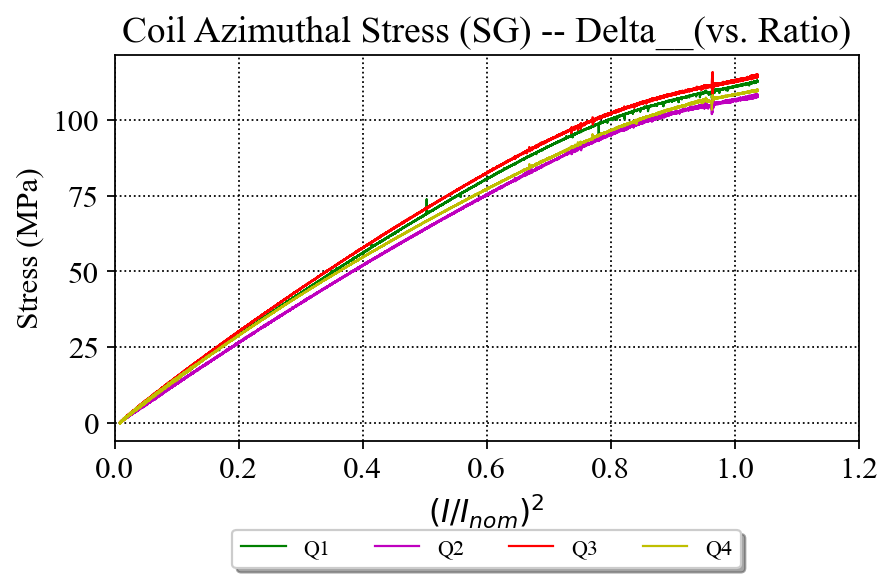 Coil Azimuthal Stress (SG) -- Delta__(vs. Ratio)
100
75
50
25
0
Stress (MPa)
0.0 0.2 0.4 0.6 0.8 1.0 1.2
(I/I_nom)^2
Q1 Q2 Q3 Q4